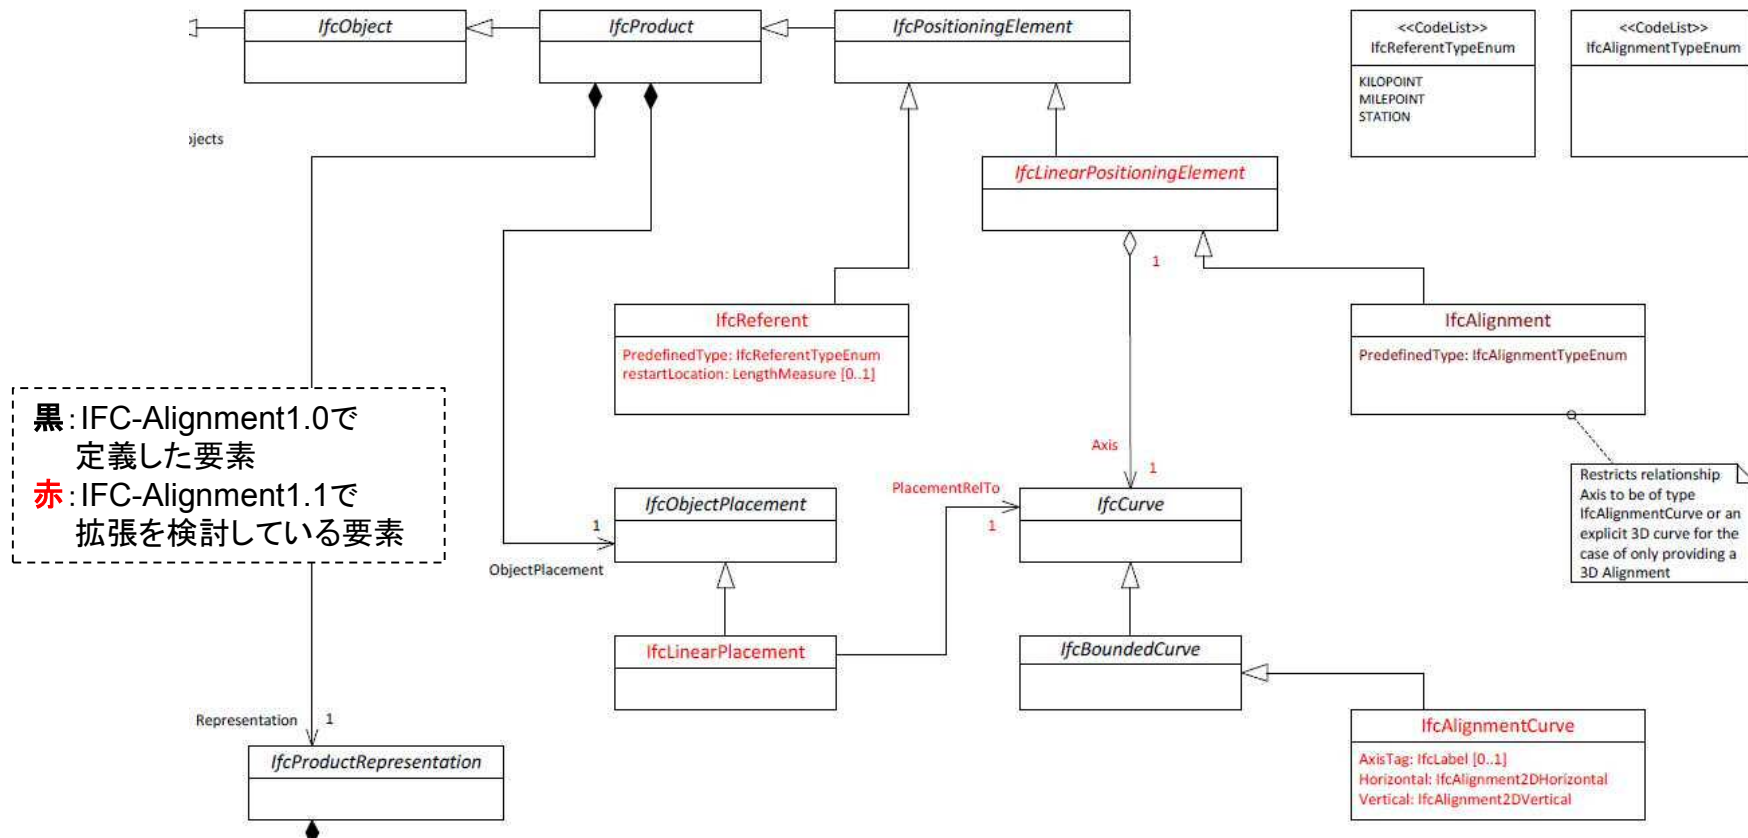 IfcObject
IfcProduct
IfcPositioningElement
<<CodeList>>
IfcReferentTypeEnum
KILOPOINT
MILEPOINT
STATION
<<CodeList>>
IfcAlignmentTypeEnum
jects
IfcLinearPositioningElement
1
IfcReferent
PredefinedType: IfcReferentTypeEnum
restartLocation: LengthMeasure [0..1]
IfcAlignment
PredefinedType: IfcAlignmentTypeEnum
黒:IFC-Alignment1.0で
定義した要素
赤:IFC-Alignment1.1で
拡張を検討している要素
Axis
1
Restricts relationship
Axis to be of type
IfcAlignmentCurve or an
explicit 3D curve for the
case of only providing a
3D Alignment
PlacementRelTo
1
IfcObjectPlacement
IfcCurve
1
ObjectPlacement
IfcLinearPlacement
IfcBoundedCurve
Representation 1
IfcProductRepresentation
IfcAlignmentCurve
AxisTag: IfcLabel [0..1]
Horizontal: IfcAlignment2DHorizontal
Vertical: IfcAlignment2DVertical